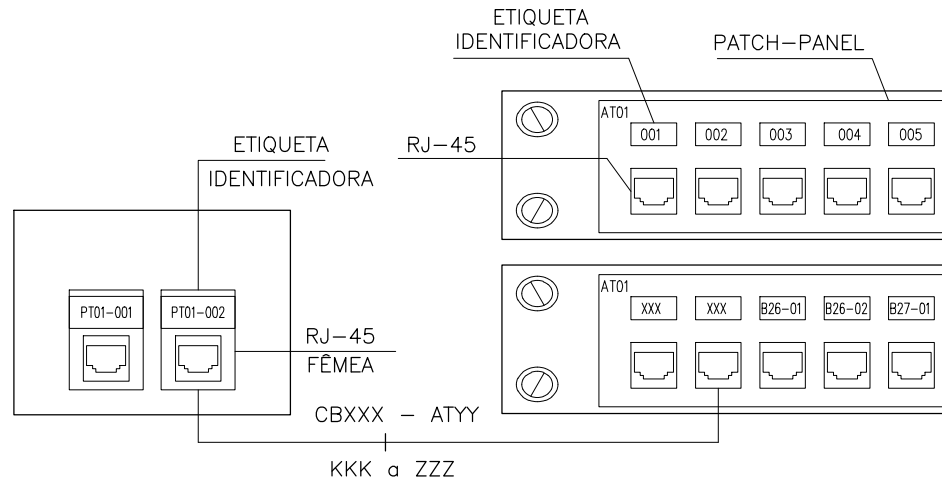 ETIQUETA
IDENTIFICADORA
PATCH-PANEL
AT01
001 002 003 004 005
RJ-45
ETIQUETA
IDENTIFICADORA
AT01
XXX XXX B26-01 B26-02 B27-01
PT01-001 PT01-002
RJ-45
FÊMEA
CBXXX - ATYY
KKK a ZZZ